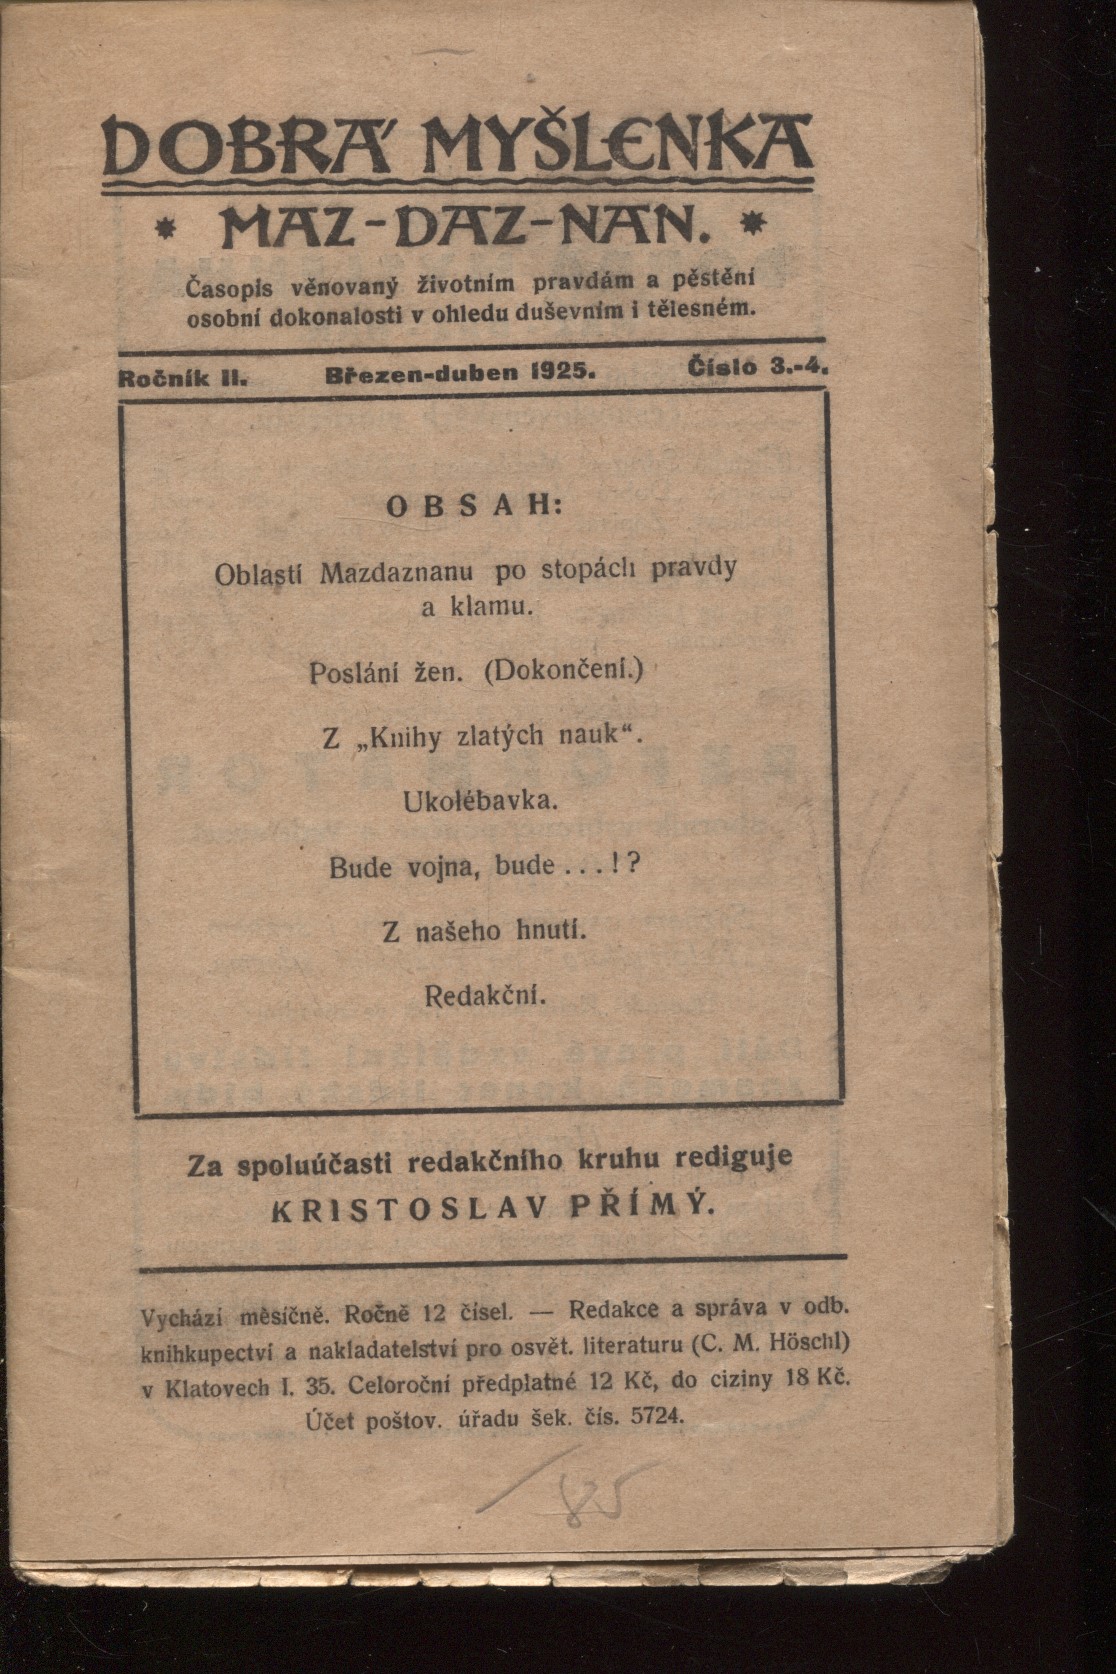 DOBRÁ MYŠLENKA
* MAZ-DAZ-NAN. *
Časopis věnovaný životním pravdám a pěstění
osobní dokonalosti v ohledu duševním i tělesném.
Ročník II. Březen-duben 1925. Číslo 3.-4.
OBSAH:
Oblastí Mazdaznanu po stopách pravdy
a klamu.
Poslání žen. (Dokončení.)
Z „Knihy zlatých nauk“.
Ukolébavka.
Bude vojna, bude...!?
Z našeho hnutí.
Redakční.
Za spoluúčasti redakčního kruhu rediguje
KRISTOSLAV PŘÍMÝ.
Vychází měsíčně. Ročně 12 čísel. — Redakce a správa v odb.
knihkupectví a nakladatelství pro osvět. literaturu (C. M. Höschl)
v Klatovech I. 35. Celoroční předplatné 12 Kč, do ciziny 18 Kč.
Účet poštov. úřadu šek. čís. 5724.
/85